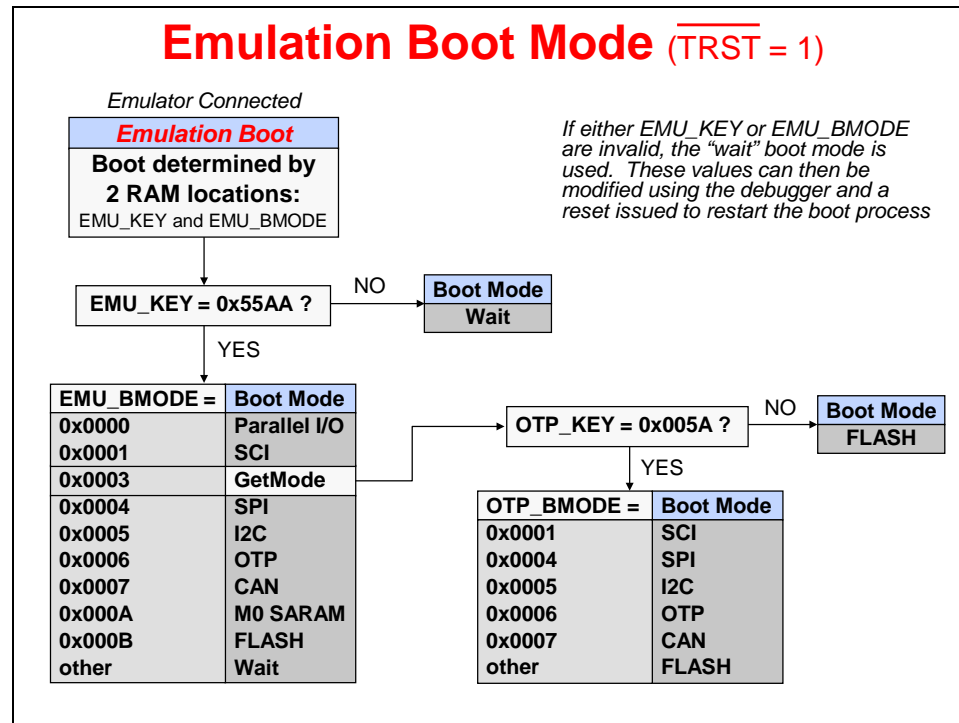 Emulation Boot Mode (TRST = 1)
Emulator Connected
Emulation Boot
Boot determined by
2 RAM locations:
EMU_KEY and EMU_BMODE
If either EMU_KEY or EMU_BMODE
are invalid, the “wait” boot mode is
used. These values can then be
modified using the debugger and a
reset issued to restart the boot process
EMU_KEY = 0x55AA ?
NO
Boot Mode
Wait
YES
EMU_BMODE = Boot Mode
0x0000 Parallel I/O
0x0001 SCI
0x0003 GetMode
0x0004 SPI
0x0005 I2C
0x0006 OTP
0x0007 CAN
0x000A M0 SARAM
0x000B FLASH
other Wait
OTP_KEY = 0x005A ?
NO
Boot Mode
FLASH
YES
OTP_BMODE = Boot Mode
0x0001 SCI
0x0004 SPI
0x0005 I2C
0x0006 OTP
0x0007 CAN
other FLASH